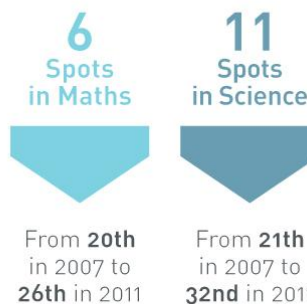 6
Spots
in Maths
From 20th
in 2007 to
26th in 2011
11
Spots
in Science
From 21th
in 2007 to
32nd in 201